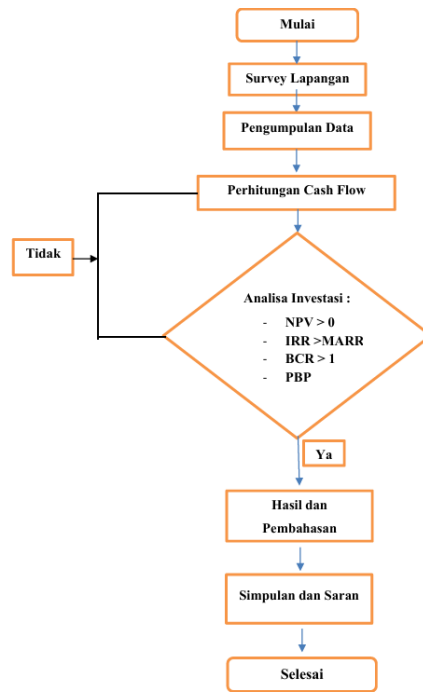 Mulai
Survey Lapangan
Pengumpulan Data
Perhitungan Cash Flow
Tidak
Analisa Investasi :
- NPV > 0
- IRR >MARR
- BCR > 1
- PBP
Ya
Hasil dan
Pembahasan
Simpulan dan Saran
Selesai